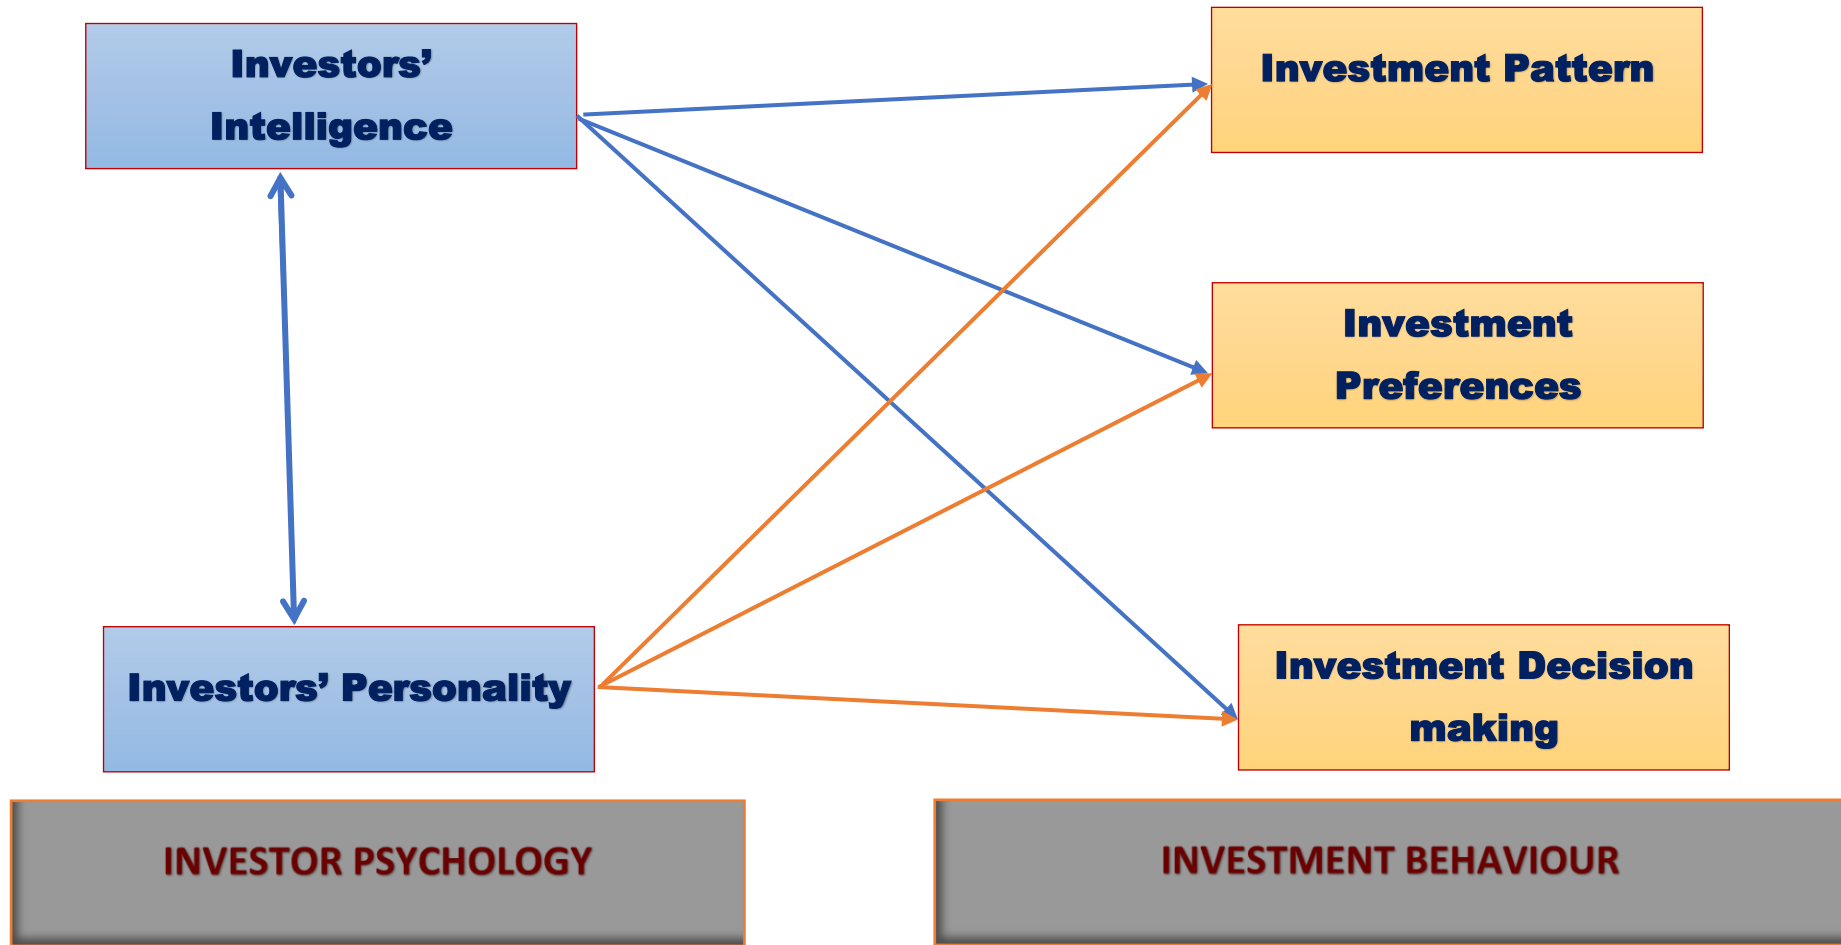 Investors’
Intelligence
Investment Pattern
Investment
Preferences
Investors’ Personality
Investment Decision
making
INVESTOR PSYCHOLOGY
INVESTMENT BEHAVIOUR